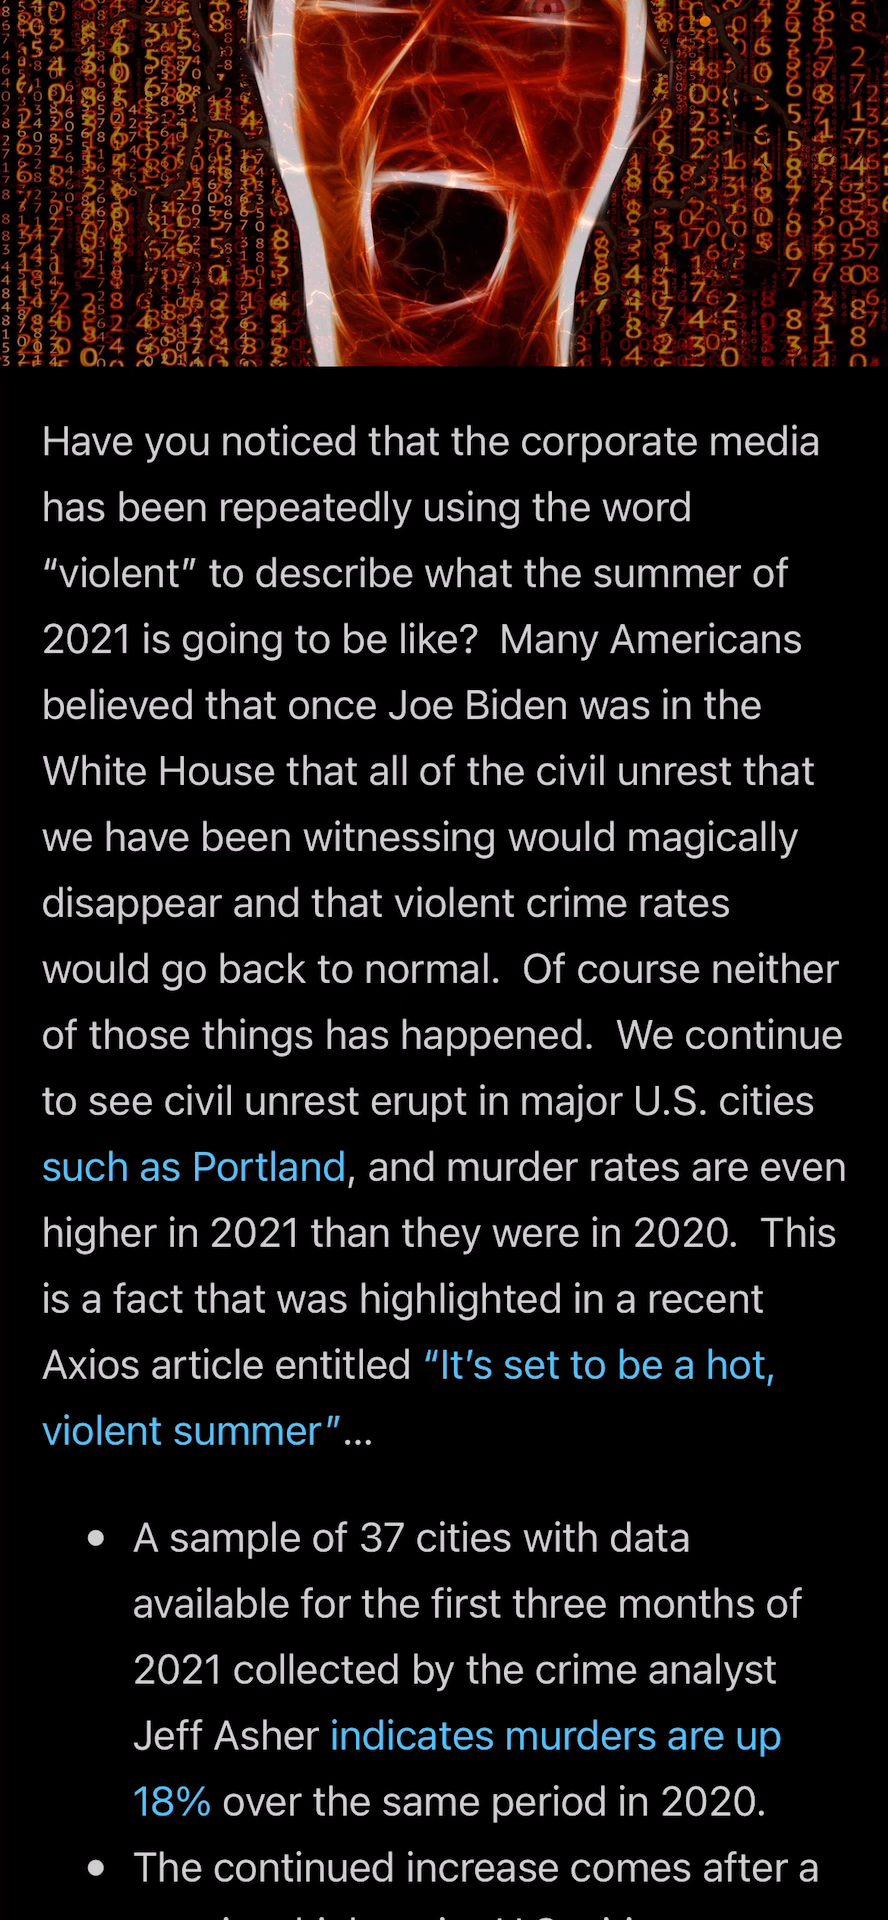 Have you noticed that the corporate media
has been repeatedly using the word
“violent” to describe what the summer of
2021 is going to be like?  Many Americans
believed that once Joe Biden was in the
White House that all of the civil unrest that
we have been witnessing would magically
disappear and that violent crime rates
would go back to normal.  Of course neither
of those things has happened.  We continue
to see civil unrest erupt in major U.S. cities
such as Portland, and murder rates are even
higher in 2021 than they were in 2020.  This
is a fact that was highlighted in a recent
Axios article entitled “It’s set to be a hot,
violent summer”…
• A sample of 37 cities with data
available for the first three months of
2021 collected by the crime analyst
Jeff Asher indicates murders are up
18% over the same period in 2020.
• The continued increase comes after a